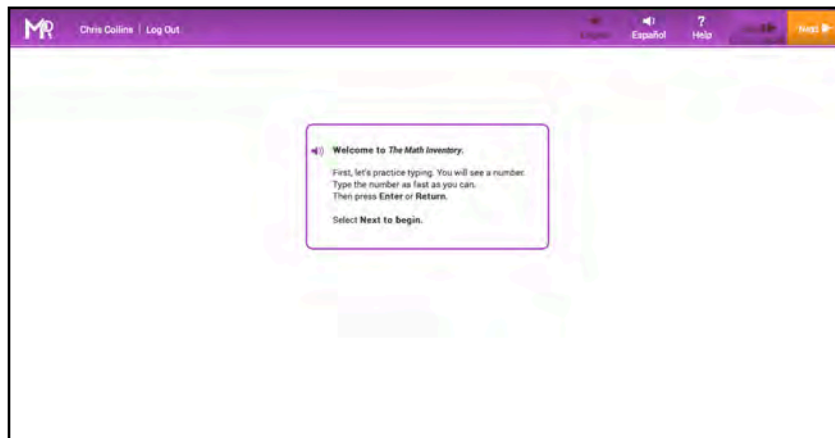 MR Chris Collins | Log Out Español ? Help Next
Welcome to The Math Inventory.
First, let's practice typing. You will see a number.
Type the number as fast as you can.
Then press Enter or Return.
Select Next to begin.